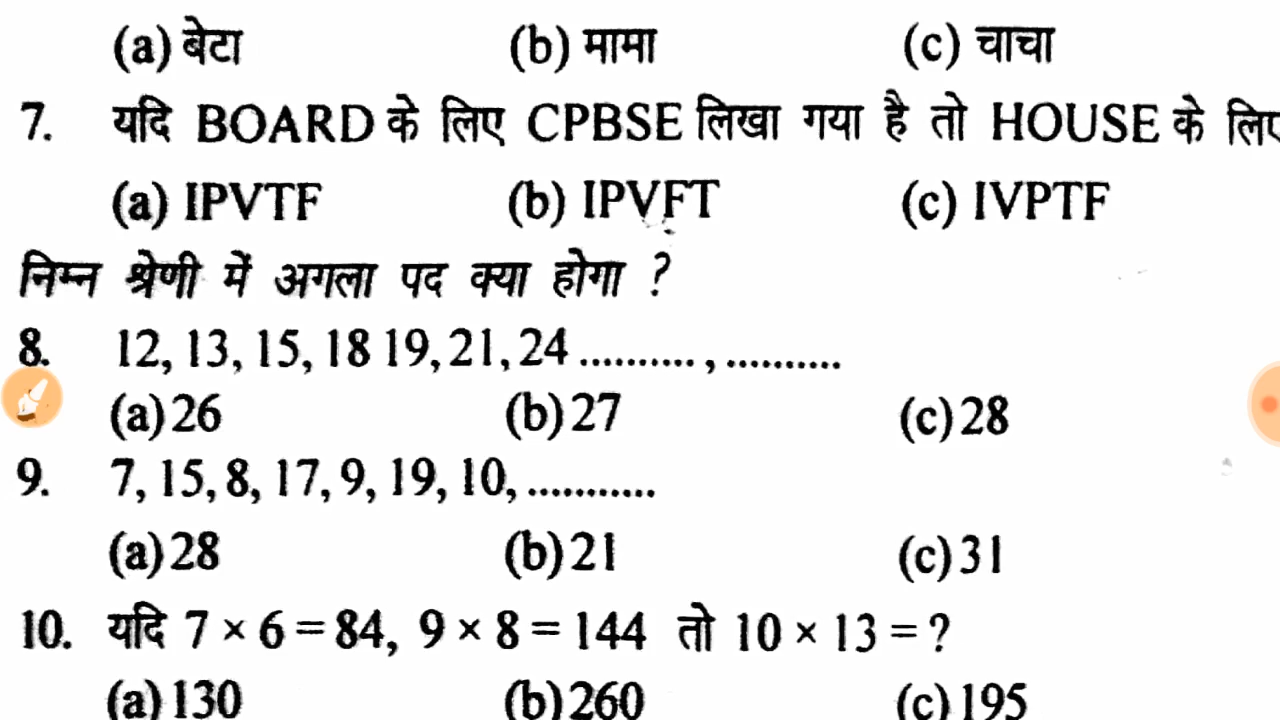 (a) बेटा (b) मामा (c) चाचा
7. यदि BOARD के लिए CPBSE लिखा गया है तो HOUSE के लिए
(a) IPVTF (b) IPVFT (c) IVPTF
निम्न श्रेणी में अगला पद क्या होगा ?
8. 12, 13, 15, 18 19, 21, 24 .......... , ..........
(a) 26 (b) 27 (c) 28
9. 7, 15, 8, 17, 9, 19, 10, ...........
(a) 28 (b) 21 (c) 31
10. यदि 7 × 6 = 84, 9 × 8 = 144 तो 10 × 13 = ?
(a) 130 (b) 260 (c) 195